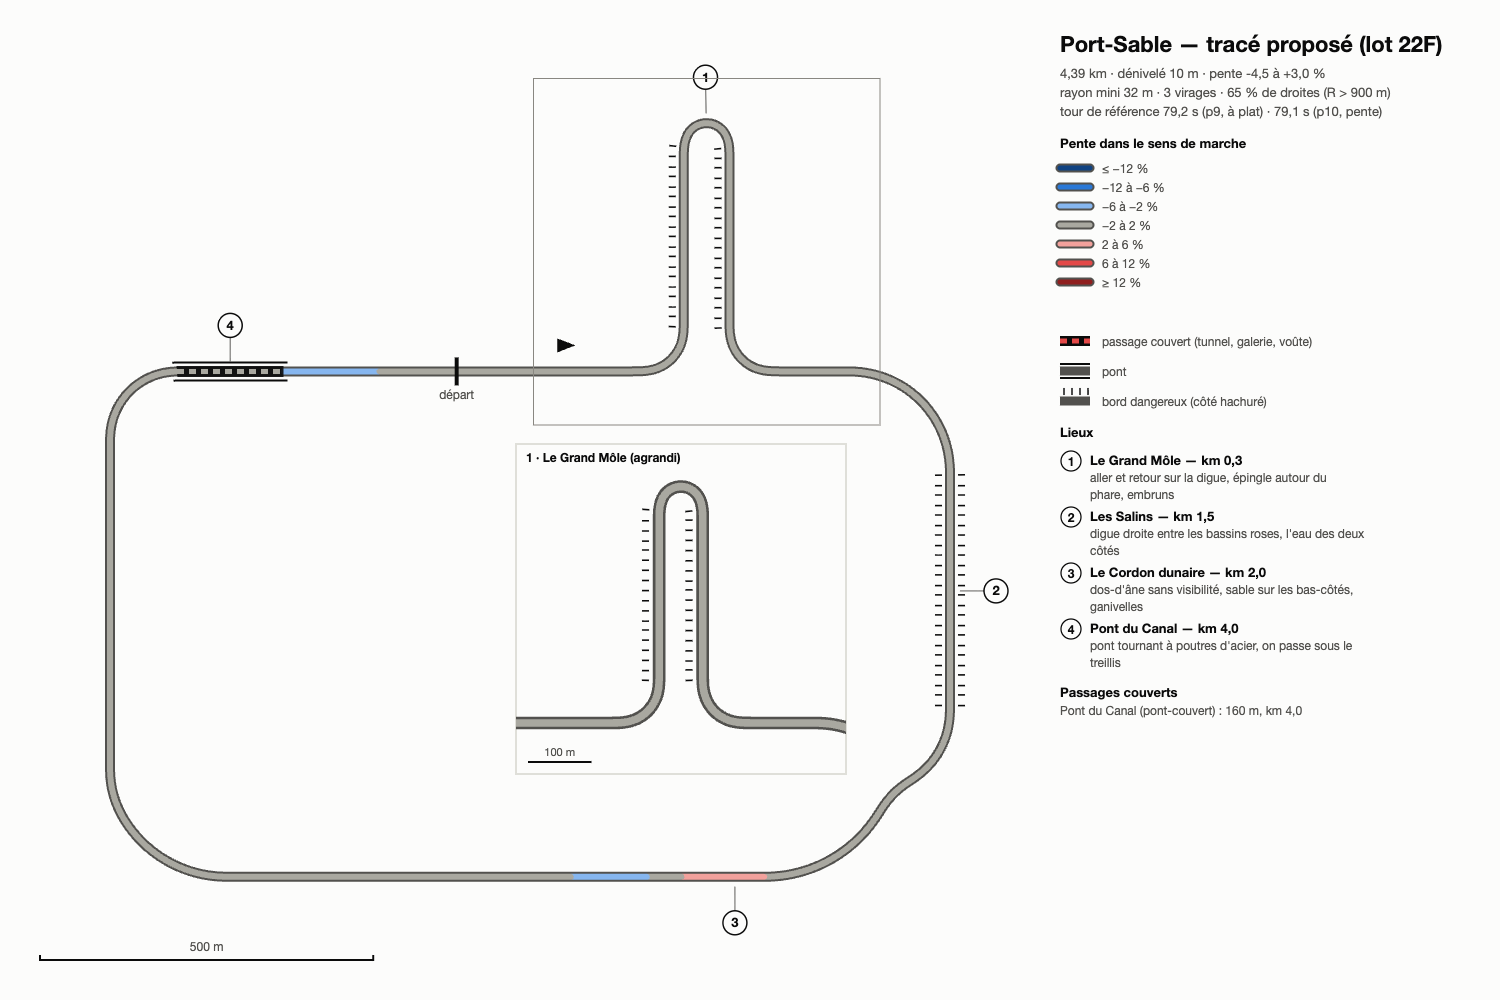 Port-Sable — tracé proposé (lot 22F)
4,39 km · dénivelé 10 m · pente -4,5 à +3,0 %
rayon mini 32 m · 3 virages · 65 % de droites (R > 900 m)
tour de référence 79,2 s (p9, à plat) · 79,1 s (p10, pente)
Pente dans le sens de marche
≤ −12 %
−12 à −6 %
−6 à −2 %
−2 à 2 %
2 à 6 %
6 à 12 %
≥ 12 %
passage couvert (tunnel, galerie, voûte)
pont
bord dangereux (côté hachuré)
Lieux
1 Le Grand Môle — km 0,3
aller et retour sur la digue, épingle autour du
phare, embruns
2 Les Salins — km 1,5
digue droite entre les bassins roses, l'eau des deux
côtés
3 Le Cordon dunaire — km 2,0
dos-d'âne sans visibilité, sable sur les bas-côtés,
ganivelles
4 Pont du Canal — km 4,0
pont tournant à poutres d'acier, on passe sous le
treillis
Passages couverts
Pont du Canal (pont-couvert) : 160 m, km 4,0
1
4
départ
1 · Le Grand Môle (agrandi)
100 m
2
3
500 m